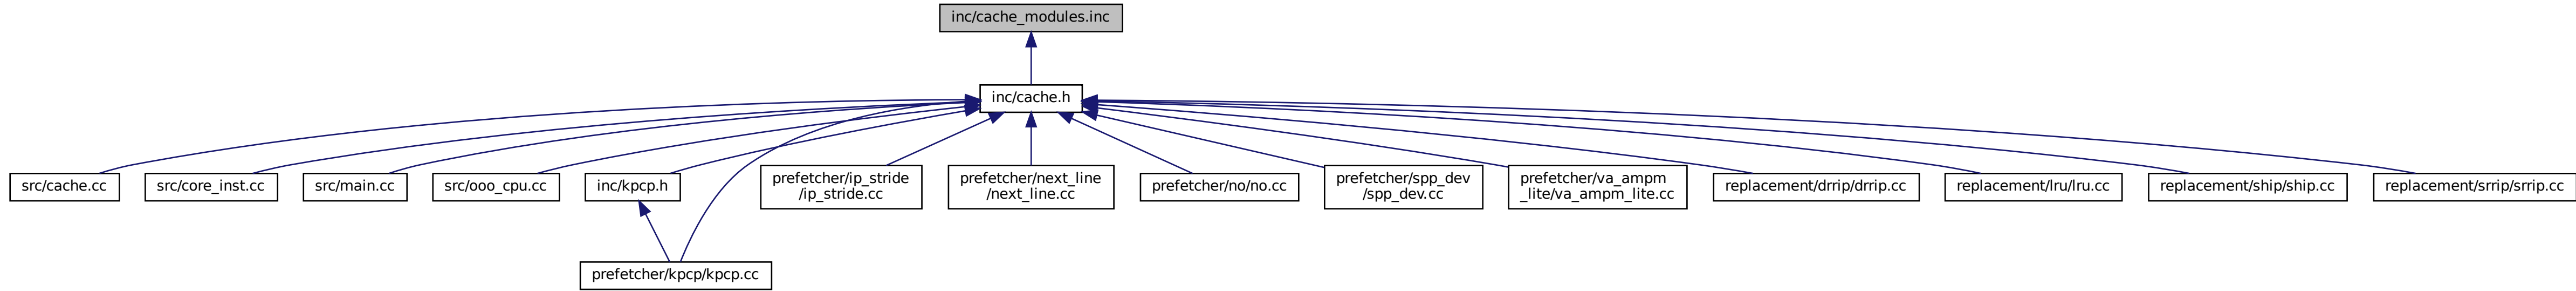 inc/cache_modules.inc
inc/cache.h
src/cache.cc
src/core_inst.cc
src/main.cc
src/ooo_cpu.cc
inc/kpcp.h
prefetcher/ip_stride
/ip_stride.cc
prefetcher/next_line
/next_line.cc
prefetcher/no/no.cc
prefetcher/spp_dev
/spp_dev.cc
prefetcher/va_ampm
_lite/va_ampm_lite.cc
replacement/drrip/drrip.cc
replacement/lru/lru.cc
replacement/ship/ship.cc
replacement/srrip/srrip.cc
prefetcher/kpcp/kpcp.cc